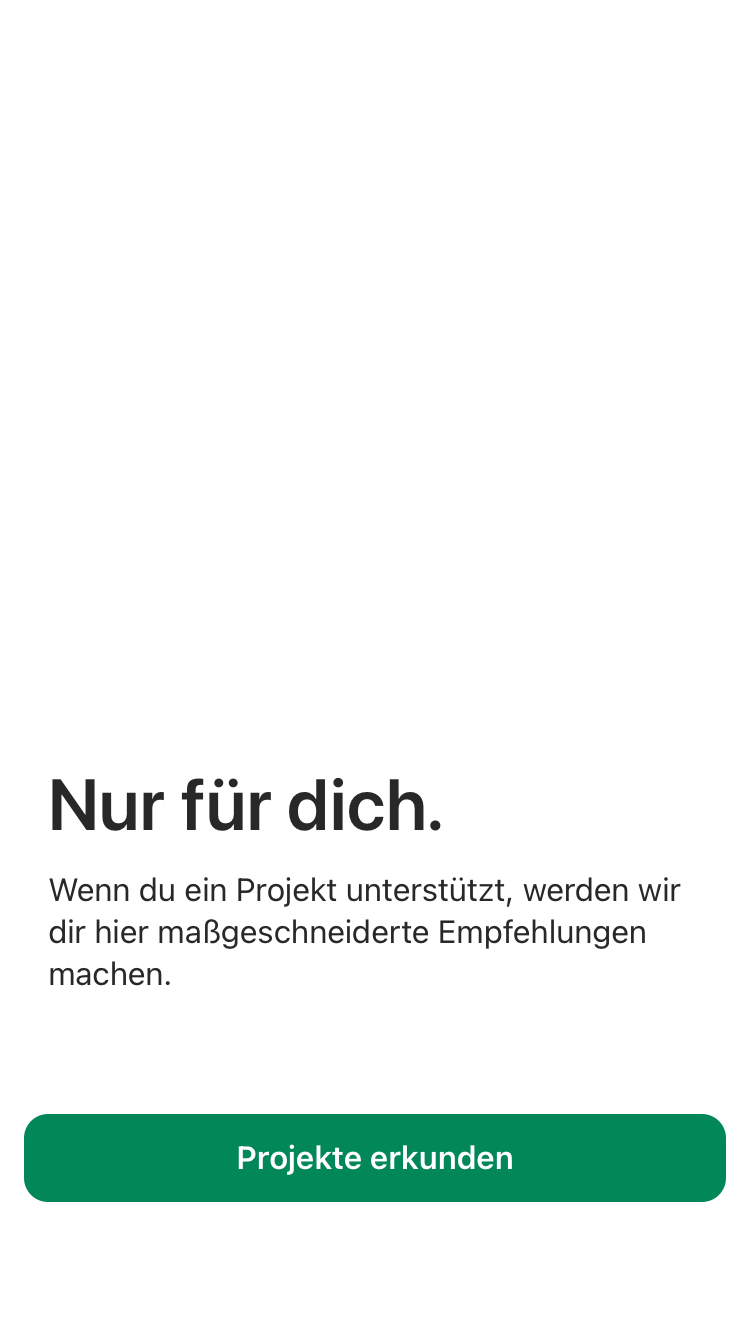 Nur für dich.
Wenn du ein Projekt unterstützt, werden wir
dir hier maßgeschneiderte Empfehlungen
machen.
Projekte erkunden